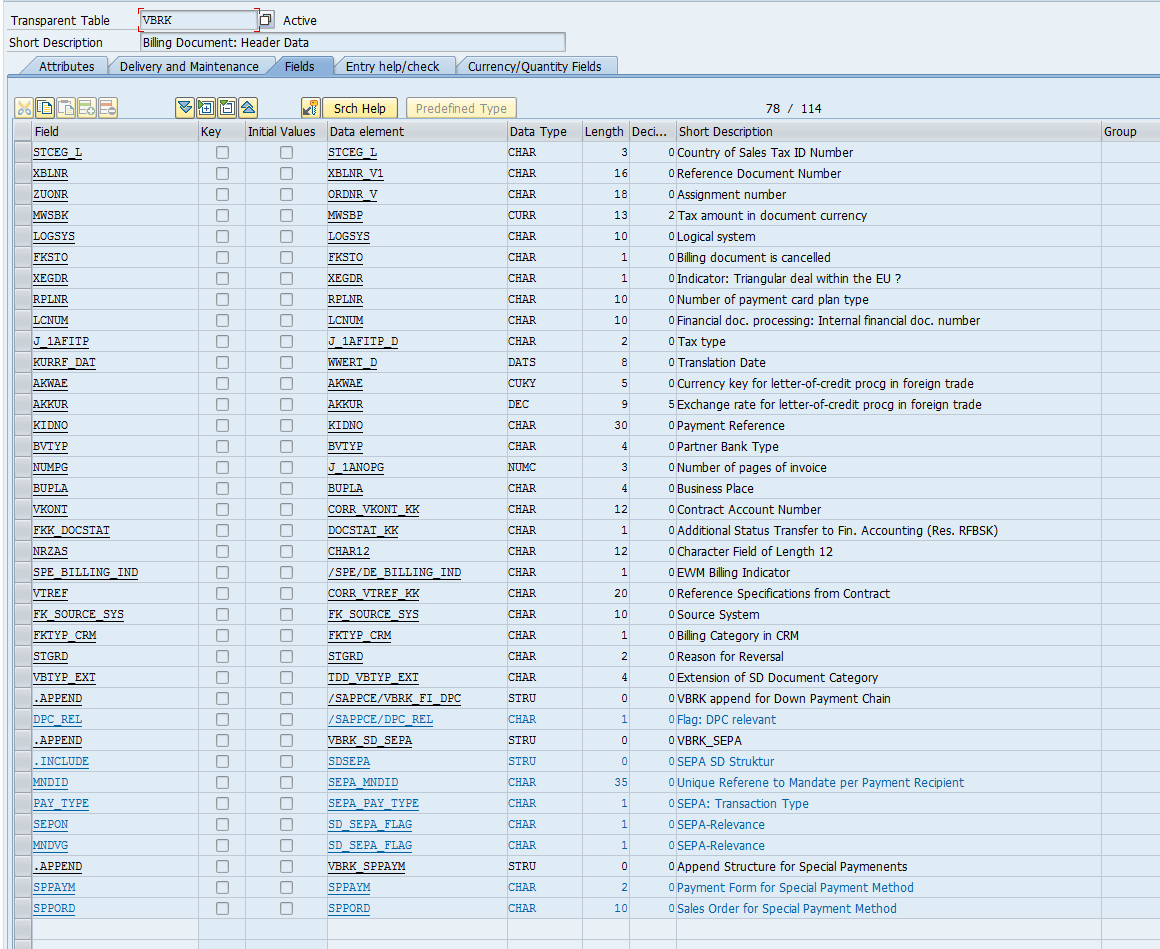 Transparent Table VBRK Active
Short Description Billing Document: Header Data
Attributes Delivery and Maintenance Fields Entry help/check Currency/Quantity Fields
Srch Help Predefined Type 78 / 114
Field Key Initial Values Data element Data Type Length Deci... Short Description Group
STCEG_L STCEG_L CHAR 3 0 Country of Sales Tax ID Number
XBLNR XBLNR_V1 CHAR 16 0 Reference Document Number
ZUONR ORDNR_V CHAR 18 0 Assignment number
MWSBK MWSBP CURR 13 2 Tax amount in document currency
LOGSYS LOGSYS CHAR 10 0 Logical system
FKSTO FKSTO CHAR 1 0 Billing document is cancelled
XEGDR XEGDR CHAR 1 0 Indicator: Triangular deal within the EU ?
RPLNR RPLNR CHAR 10 0 Number of payment card plan type
LCNUM LCNUM CHAR 10 0 Financial doc. processing: Internal financial doc. number
J_1AFITP J_1AFITP_D CHAR 2 0 Tax type
KURRF_DAT WWERT_D DATS 8 0 Translation Date
AKWAE AKWAE CUKY 5 0 Currency key for letter-of-credit procg in foreign trade
AKKUR AKKUR DEC 9 5 Exchange rate for letter-of-credit procg in foreign trade
KIDNO KIDNO CHAR 30 0 Payment Reference
BVTYP BVTYP CHAR 4 0 Partner Bank Type
NUMPG J_1ANOPG NUMC 3 0 Number of pages of invoice
BUPLA BUPLA CHAR 4 0 Business Place
VKONT CORR_VKONT_KK CHAR 12 0 Contract Account Number
FKK_DOCSTAT DOCSTAT_KK CHAR 1 0 Additional Status Transfer to Fin. Accounting (Res. RFBSK)
NRZAS CHAR12 CHAR 12 0 Character Field of Length 12
SPE_BILLING_IND /SPE/DE_BILLING_IND CHAR 1 0 EWM Billing Indicator
VTREF CORR_VTREF_KK CHAR 20 0 Reference Specifications from Contract
FK_SOURCE_SYS FK_SOURCE_SYS CHAR 10 0 Source System
FKTYP_CRM FKTYP_CRM CHAR 1 0 Billing Category in CRM
STGRD STGRD CHAR 2 0 Reason for Reversal
VBTYP_EXT TDD_VBTYP_EXT CHAR 4 0 Extension of SD Document Category
.APPEND /SAPPCE/VBRK_FI_DPC STRU 0 0 VBRK append for Down Payment Chain
DPC_REL /SAPPCE/DPC_REL CHAR 1 0 Flag: DPC relevant
.APPEND VBRK_SD_SEPA STRU 0 0 VBRK_SEPA
.INCLUDE SDSEPA STRU 0 0 SEPA SD Struktur
MNDID SEPA_MNDID CHAR 35 0 Unique Referene to Mandate per Payment Recipient
PAY_TYPE SEPA_PAY_TYPE CHAR 1 0 SEPA: Transaction Type
SEPON SD_SEPA_FLAG CHAR 1 0 SEPA-Relevance
MNDVG SD_SEPA_FLAG CHAR 1 0 SEPA-Relevance
.APPEND VBRK_SPPAYM STRU 0 0 Append Structure for Special Paymenents
SPPAYM SPPAYM CHAR 2 0 Payment Form for Special Payment Method
SPPORD SPPORD CHAR 10 0 Sales Order for Special Payment Method